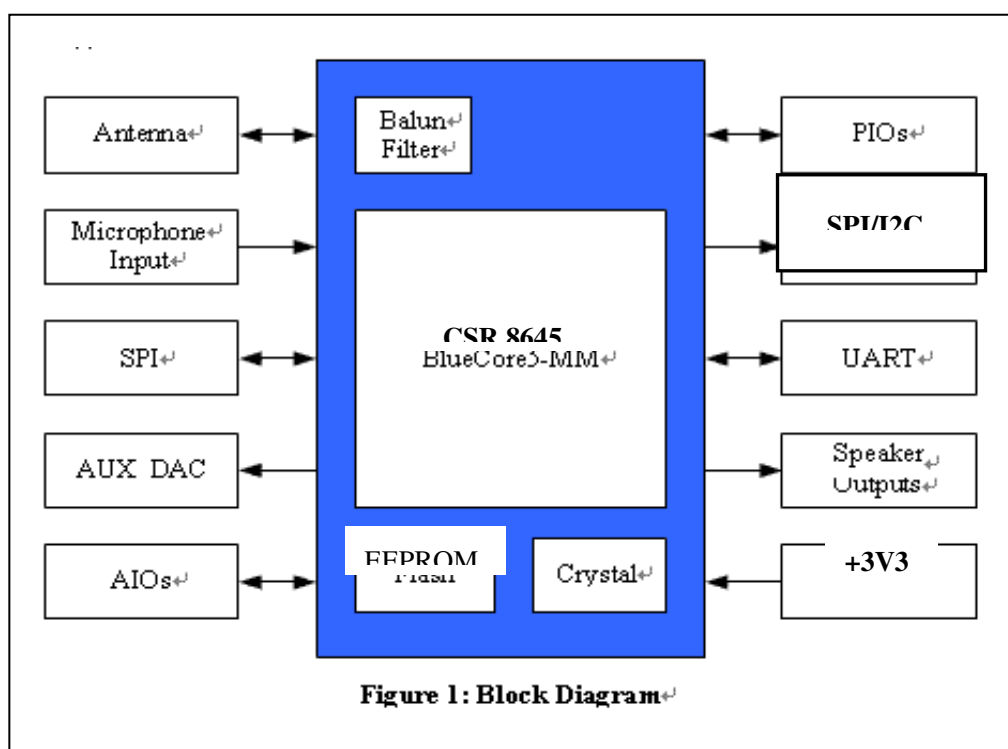 Antenna
Microphone
Input
SPI
AUX DAC
AIOs
Balun
Filter
CSR 8645
BlueCore5-MM
EEPROM
Flash
Crystal
PIOs
SPI/I2C
UART
Speaker
Outputs
+3V3
Figure 1: Block Diagram